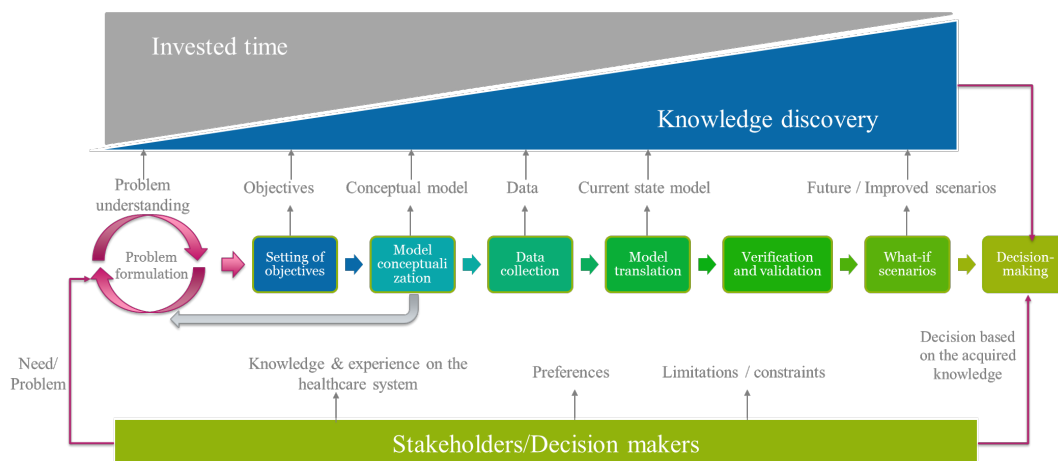 Invested time
Knowledge discovery
Problem
understanding
Objectives
Conceptual model
Data
Current state model
Future / Improved scenarios
Problem
formulation
Setting of
objectives
Model
conceptuali
zation
Data
collection
Model
translation
Verification
and validation
What-if
scenarios
Decision-
making
Need/
Problem
Knowledge & experience on the
healthcare system
Preferences
Limitations / constraints
Decision based
on the acquired
knowledge
Stakeholders/Decision makers